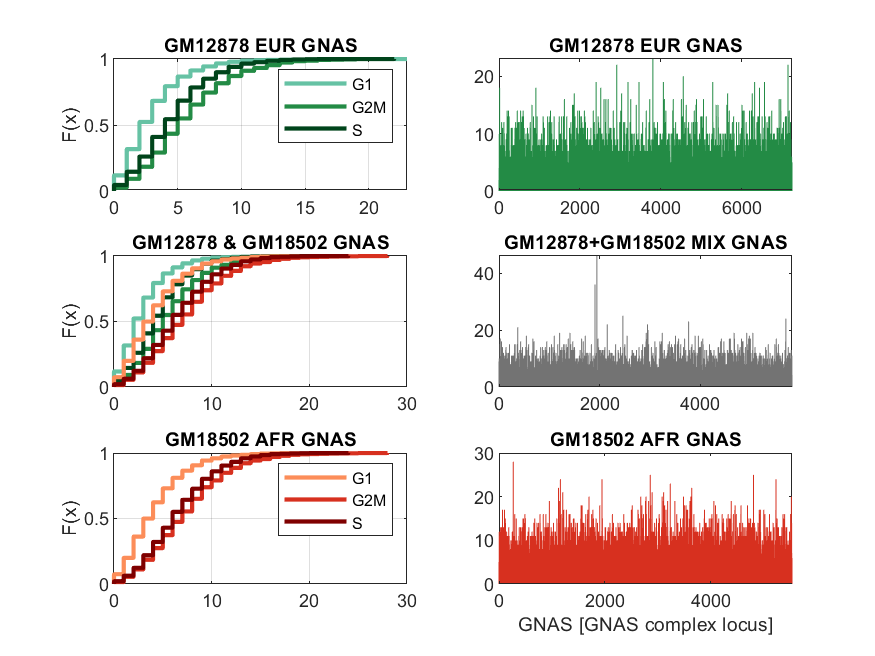 GM12878 EUR GNAS
1
0.5
0
F(x)
0 5 10 15 20
G1
G2M
S
GM12878 EUR GNAS
20
10
0
0 2000 4000 6000
GM12878 & GM18502 GNAS
1
0.5
0
F(x)
0 10 20 30
GM12878+GM18502 MIX GNAS
40
20
0
0 2000 4000
GM18502 AFR GNAS
1
0.5
0
F(x)
0 10 20 30
G1
G2M
S
GM18502 AFR GNAS
30
20
10
0
0 2000 4000
GNAS [GNAS complex locus]